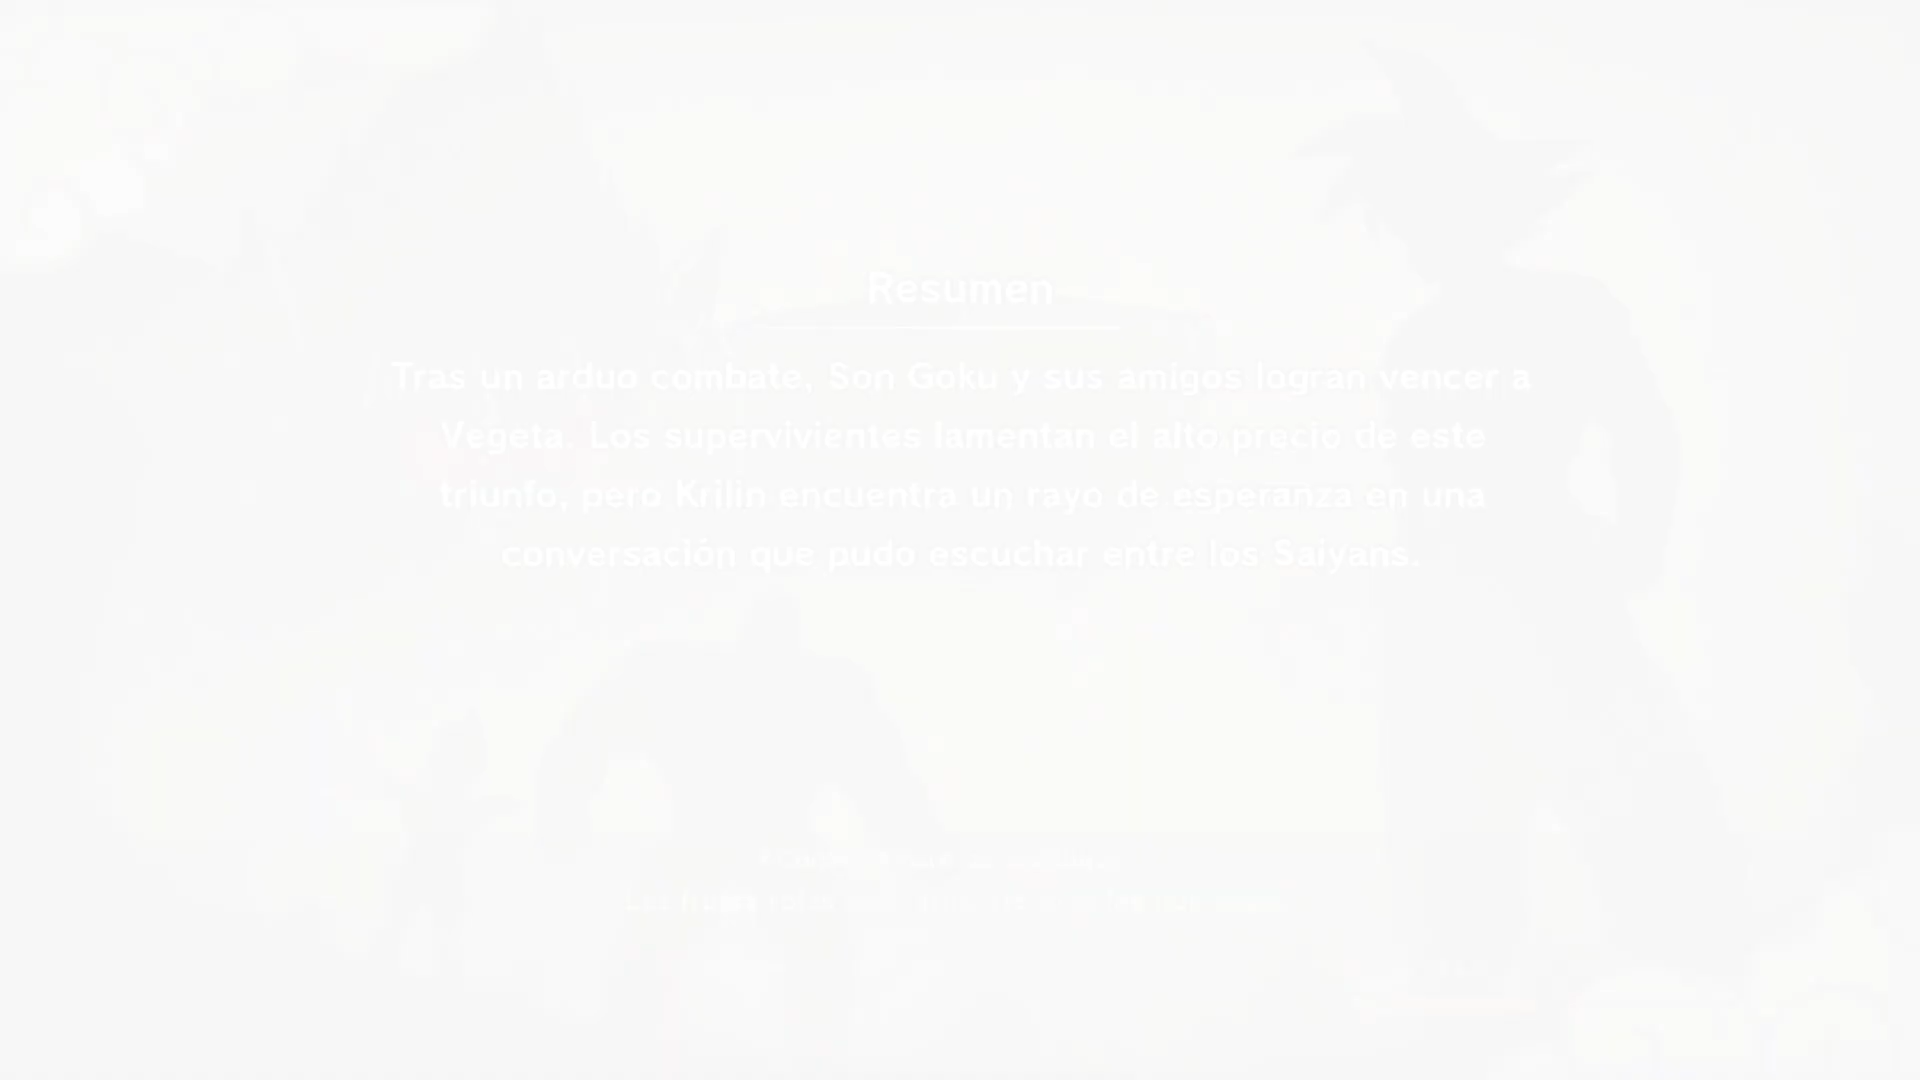 Resumen
Tras un arduo combate, Son Goku y sus amigos logran vencer a
Vegeta. Los supervivientes lamentan el alto precio de este
triunfo, pero Krilin encuentra un rayo de esperanza en una
conversación que pudo escuchar entre los Saiyans.